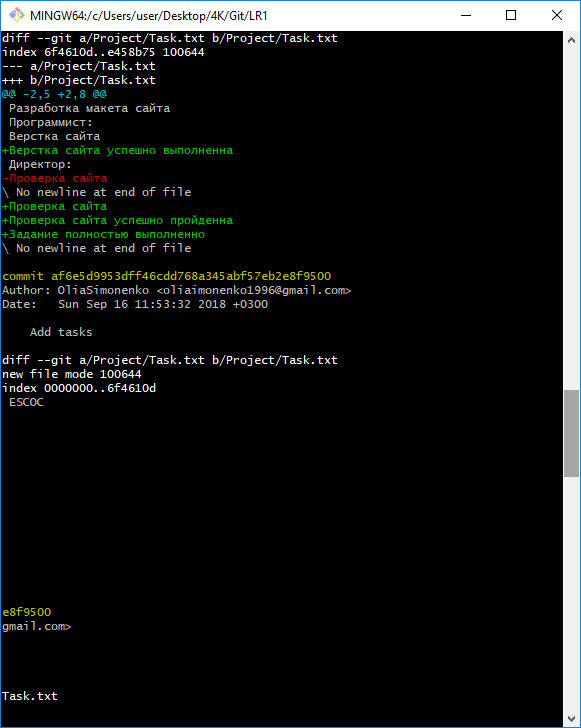 MINGW64:/c/Users/user/Desktop/4K/Git/LR1
diff --git a/Project/Task.txt b/Project/Task.txt
index 6f4610d..e458b75 100644
--- a/Project/Task.txt
+++ b/Project/Task.txt
@@ -2,5 +2,8 @@
 Разработка макета сайта
 Программист:
 Верстка сайта
+Верстка сайта успешно выполненна
 Директор:
-Проверка сайта
\ No newline at end of file
+Проверка сайта
+Проверка сайта успешно пройденна
+Задание полностью выполненно
\ No newline at end of file
commit af6e5d9953dff46cdd768a345abf57eb2e8f9500
Author: OliaSimonenko <oliaimonenko1996@gmail.com>
Date:   Sun Sep 16 11:53:32 2018 +0300
    Add tasks
diff --git a/Project/Task.txt b/Project/Task.txt
new file mode 100644
index 0000000..6f4610d
 ESCOC
e8f9500
gmail.com>
Task.txt